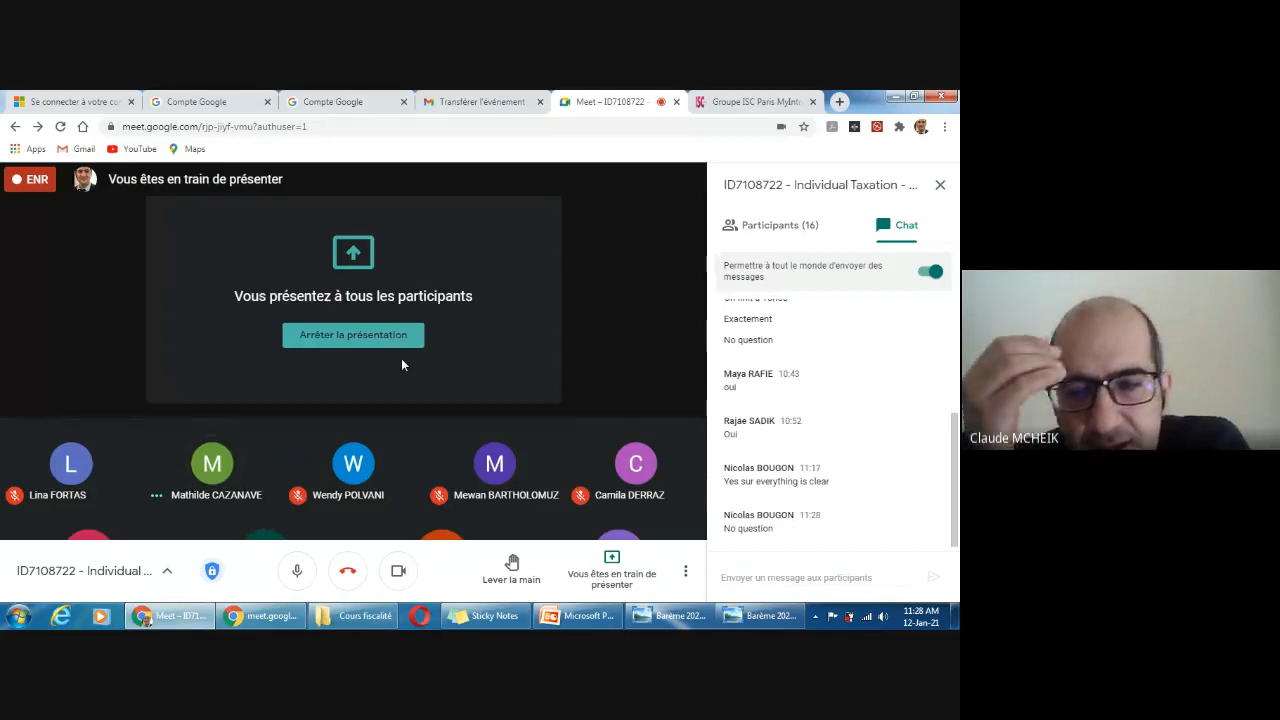 Se connecter à votre co
Compte Google
Compte Google
Transférer l'événement
Meet – ID7108722 -
Groupe ISC Paris MyIntr
meet.google.com/rjp-jiyf-vmu?authuser=1
Apps
Gmail
YouTube
Maps
ENR
Vous êtes en train de présenter
Vous présentez à tous les participants
Arrêter la présentation
L
M
W
M
C
Lina FORTAS
Mathilde CAZANAVE
Wendy POLVANI
Mewan BARTHOLOMUZ
Camila DERRAZ
ID7108722 - Individual ...
Lever la main
Vous êtes en train de
présenter
ID7108722 - Individual Taxation - ...
Participants (16)
Chat
Permettre à tout le monde d'envoyer des
messages
Exactement
No question
Maya RAFIE 10:43
oui
Rajae SADIK 10:52
Oui
Nicolas BOUGON 11:17
Yes sur everything is clear
Nicolas BOUGON 11:28
No question
Envoyer un message aux participants
Meet – ID71...
meet.googl...
Cours fiscalité
Sticky Notes
Microsoft P...
Barème 202...
Barème 202...
11:28 AM
12-Jan-21
Claude MCHEIK